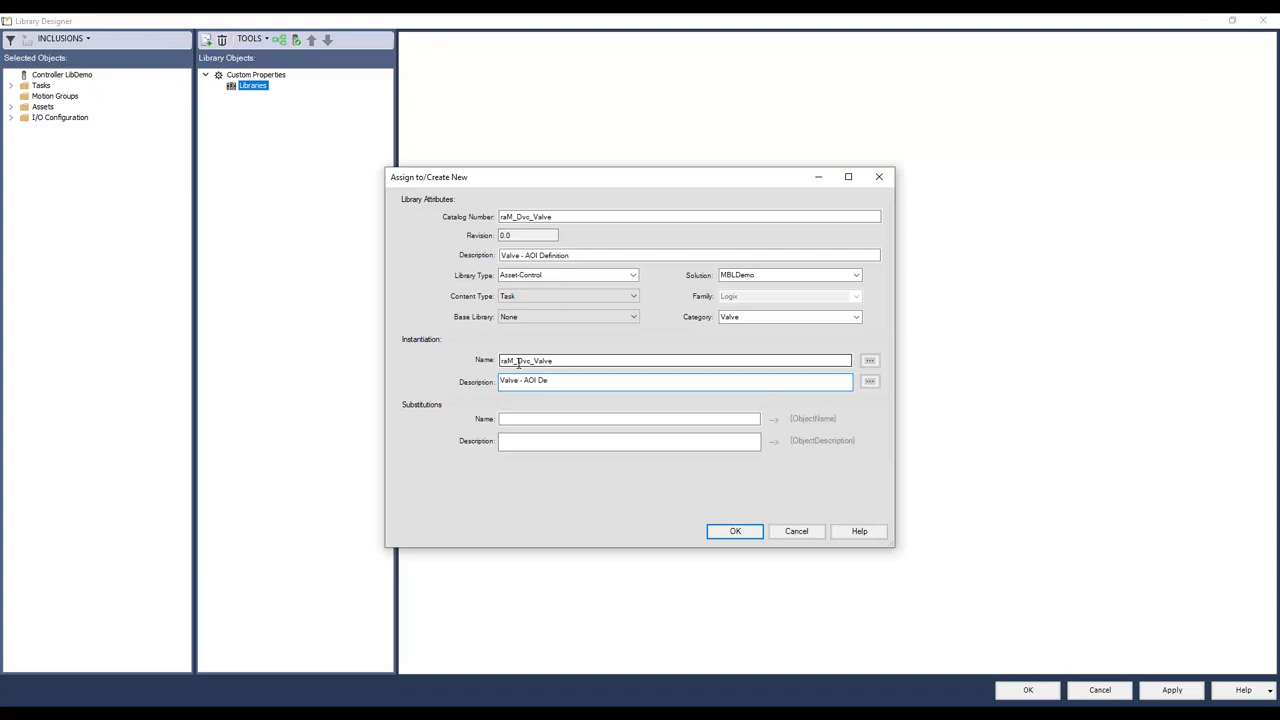 Library Designer
INCLUSIONS
TOOLS
Selected Objects:
Library Objects:
Controller LibDemo
Tasks
Motion Groups
Assets
I/O Configuration
Custom Properties
Libraries
Assign to/Create New
Library Attributes:
Catalog Number: raM_Dvc_Valve
Revision: 0.0
Description: Valve - AOI Definition
Library Type: Asset-Control Solution: MBLDemo
Content Type: Task Family: Logix
Base Library: None Category: Valve
Instantiation:
Name: raM_Dvc_Valve
Description: Valve - AOI De
Substitutions
Name: --> {ObjectName}
Description: --> {ObjectDescription}
OK Cancel Help
OK Cancel Apply Help